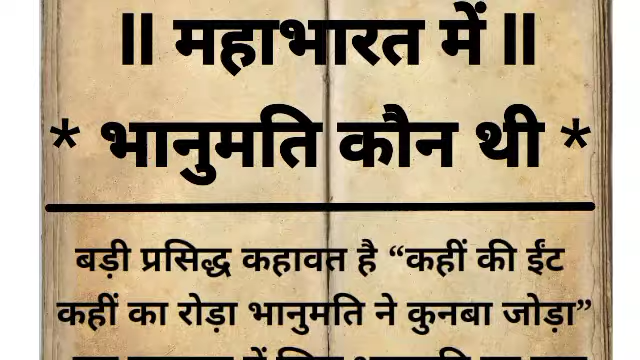 ॥ महाभारत में ॥
* भानुमति कौन थी *
बड़ी प्रसिद्ध कहावत है “कहीं की ईंट
कहीं का रोड़ा भानुमति ने कुनबा जोड़ा”